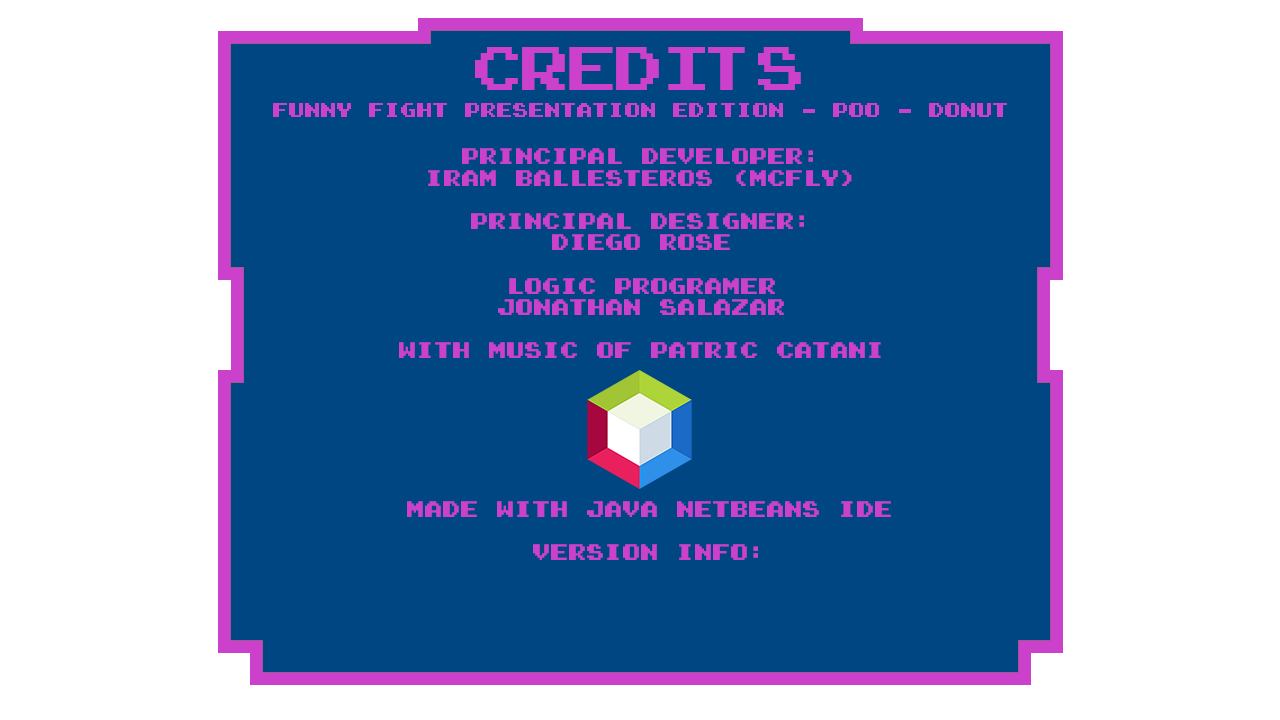 CREDITS
FUNNY FIGHT PRESENTATION EDITION - POO - DONUT
PRINCIPAL DEVELOPER:
IRAM BALLESTEROS (MCFLY)
PRINCIPAL DESIGNER:
DIEGO ROSE
LOGIC PROGRAMER
JONATHAN SALAZAR
WITH MUSIC OF PATRIC CATANI
MADE WITH JAVA NETBEANS IDE
VERSION INFO: